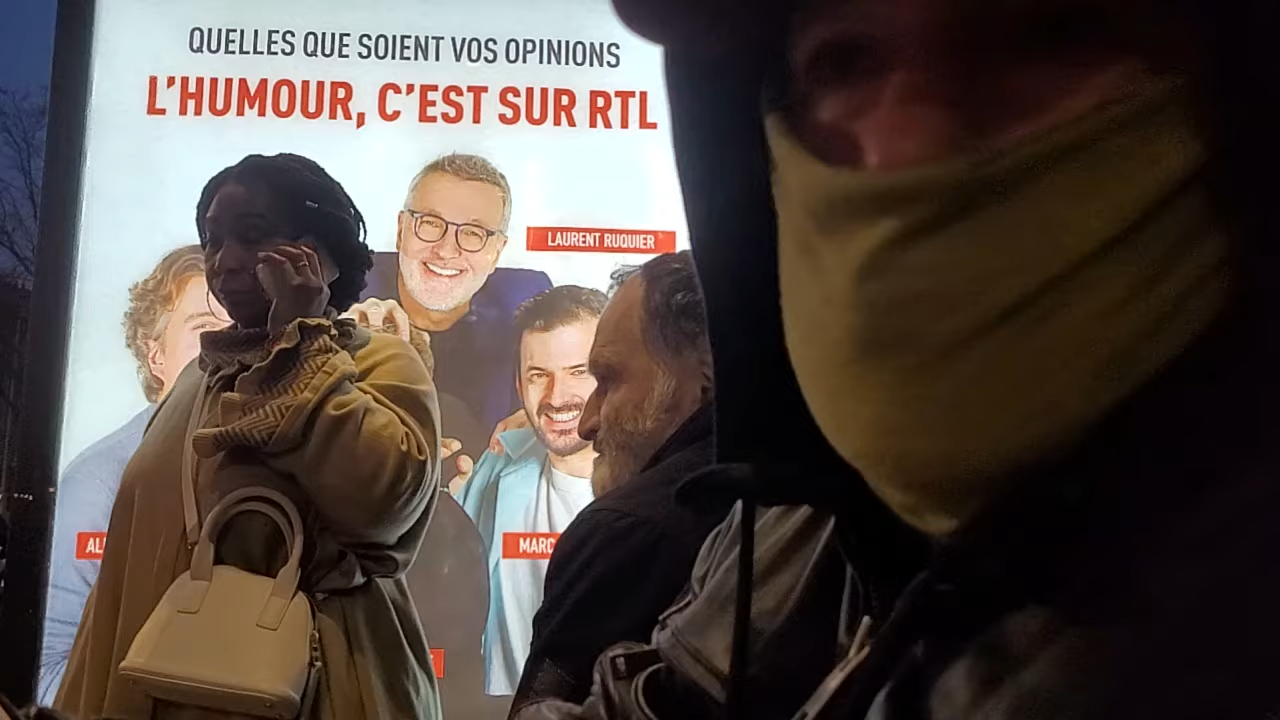 QUELLES QUE SOIENT VOS OPINIONS
L'HUMOUR, C'EST SUR RTL
LAURENT RUQUIER